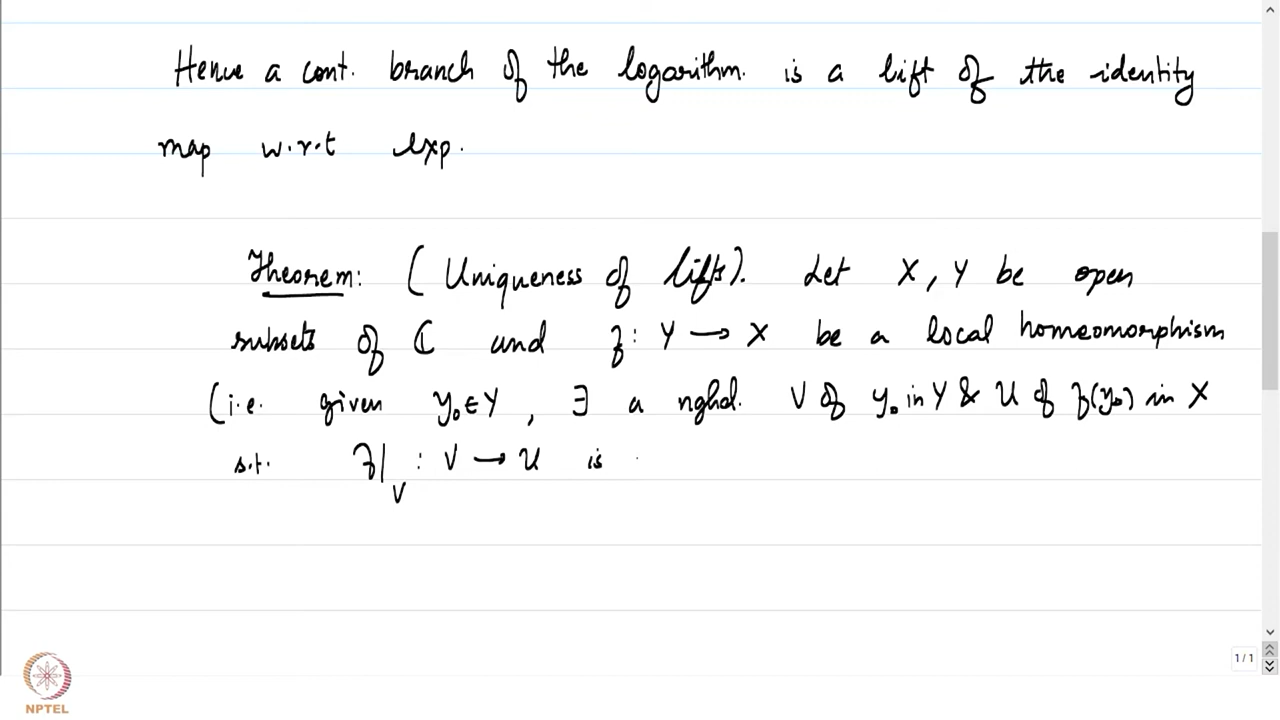 Hence a cont. branch of the logarithm. is a lift of the identity
map w.r.t exp.
Theorem: (Uniqueness of lifts). Let X, Y be open
subsets of ℂ and f: Y → X be a local homeomorphism
(i.e. given y₀ ∈ Y, ∃ a nghd. V of y₀ in Y & U of f(y₀) in X
s.t. f|_V : V → U is
1 / 1
NPTEL